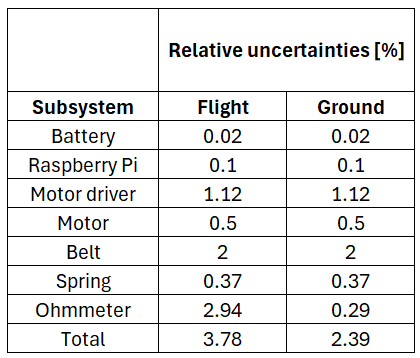 Relative uncertainties [%]
Subsystem Flight Ground
Battery 0.02 0.02
Raspberry Pi 0.1 0.1
Motor driver 1.12 1.12
Motor 0.5 0.5
Belt 2 2
Spring 0.37 0.37
Ohmmeter 2.94 0.29
Total 3.78 2.39